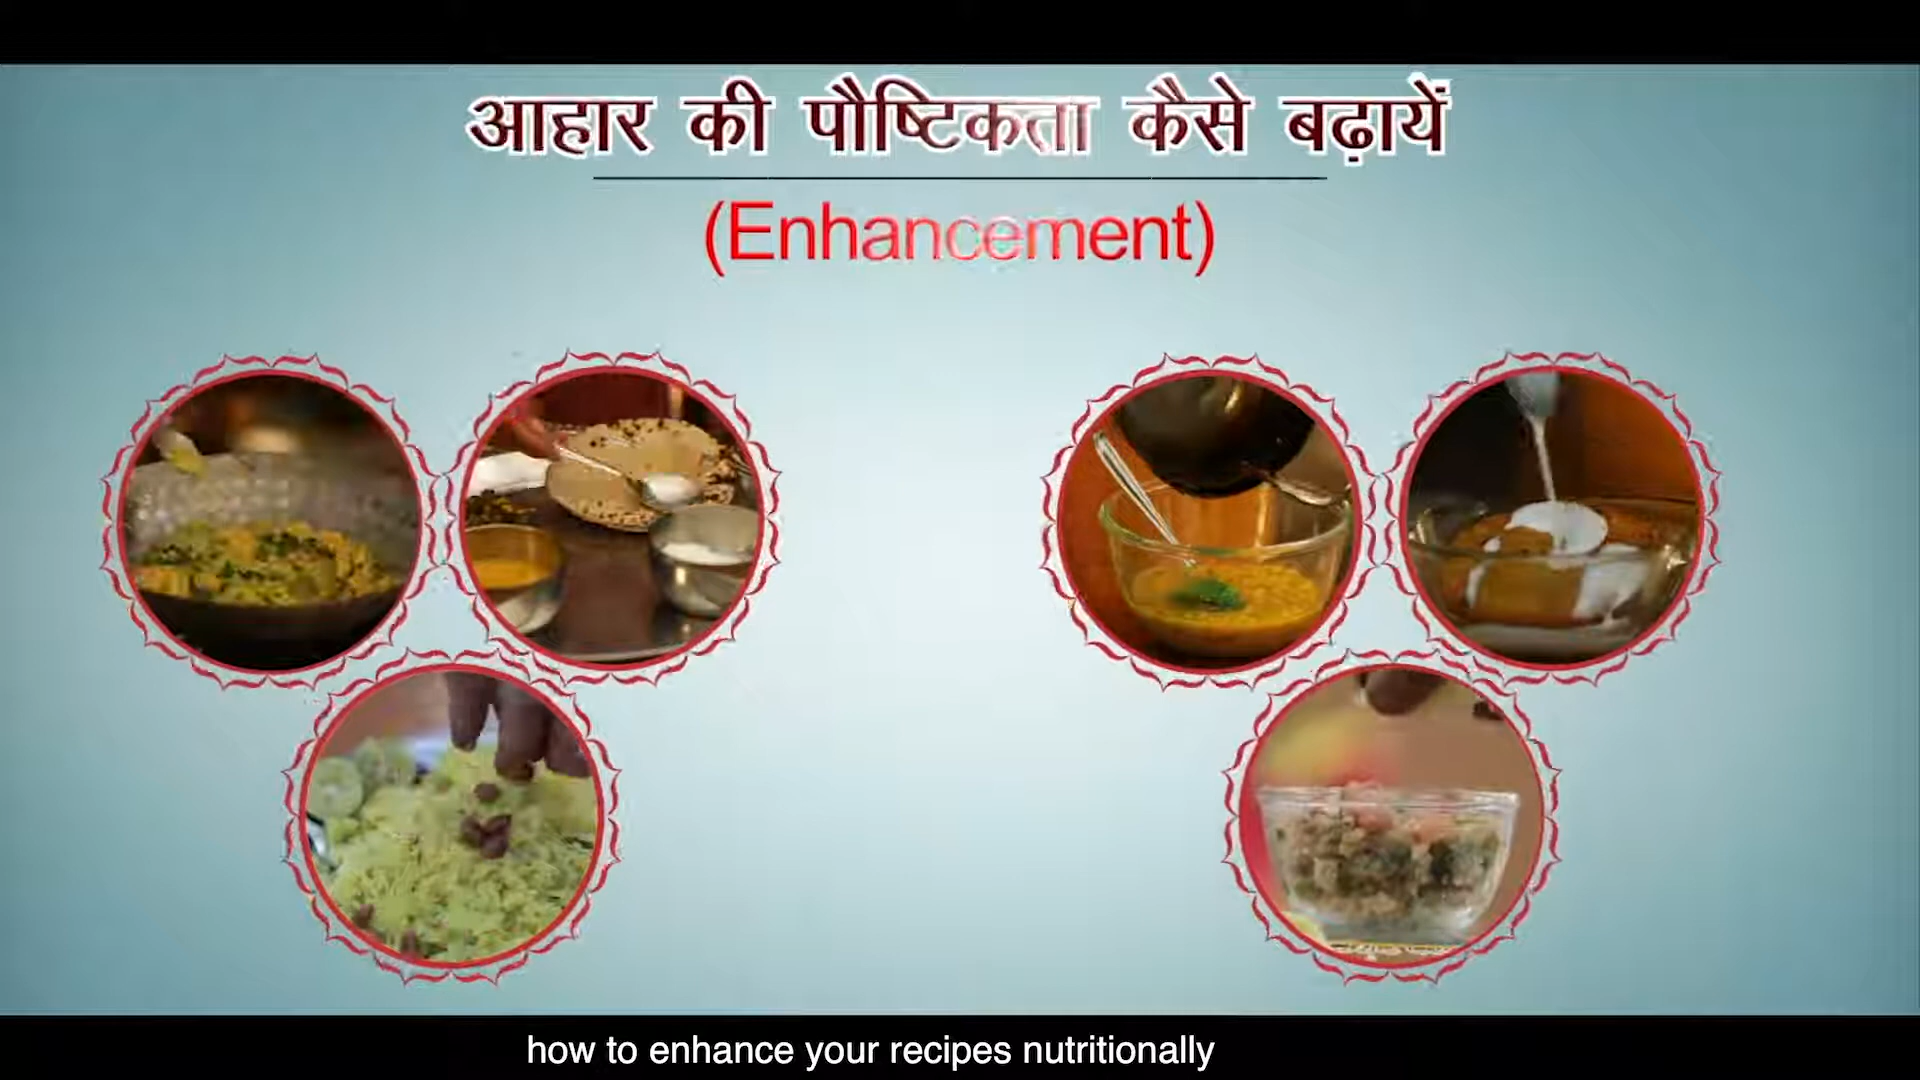 आहार की पौष्टिकता कैसे बढ़ायें
(Enhancement)
how to enhance your recipes nutritionally